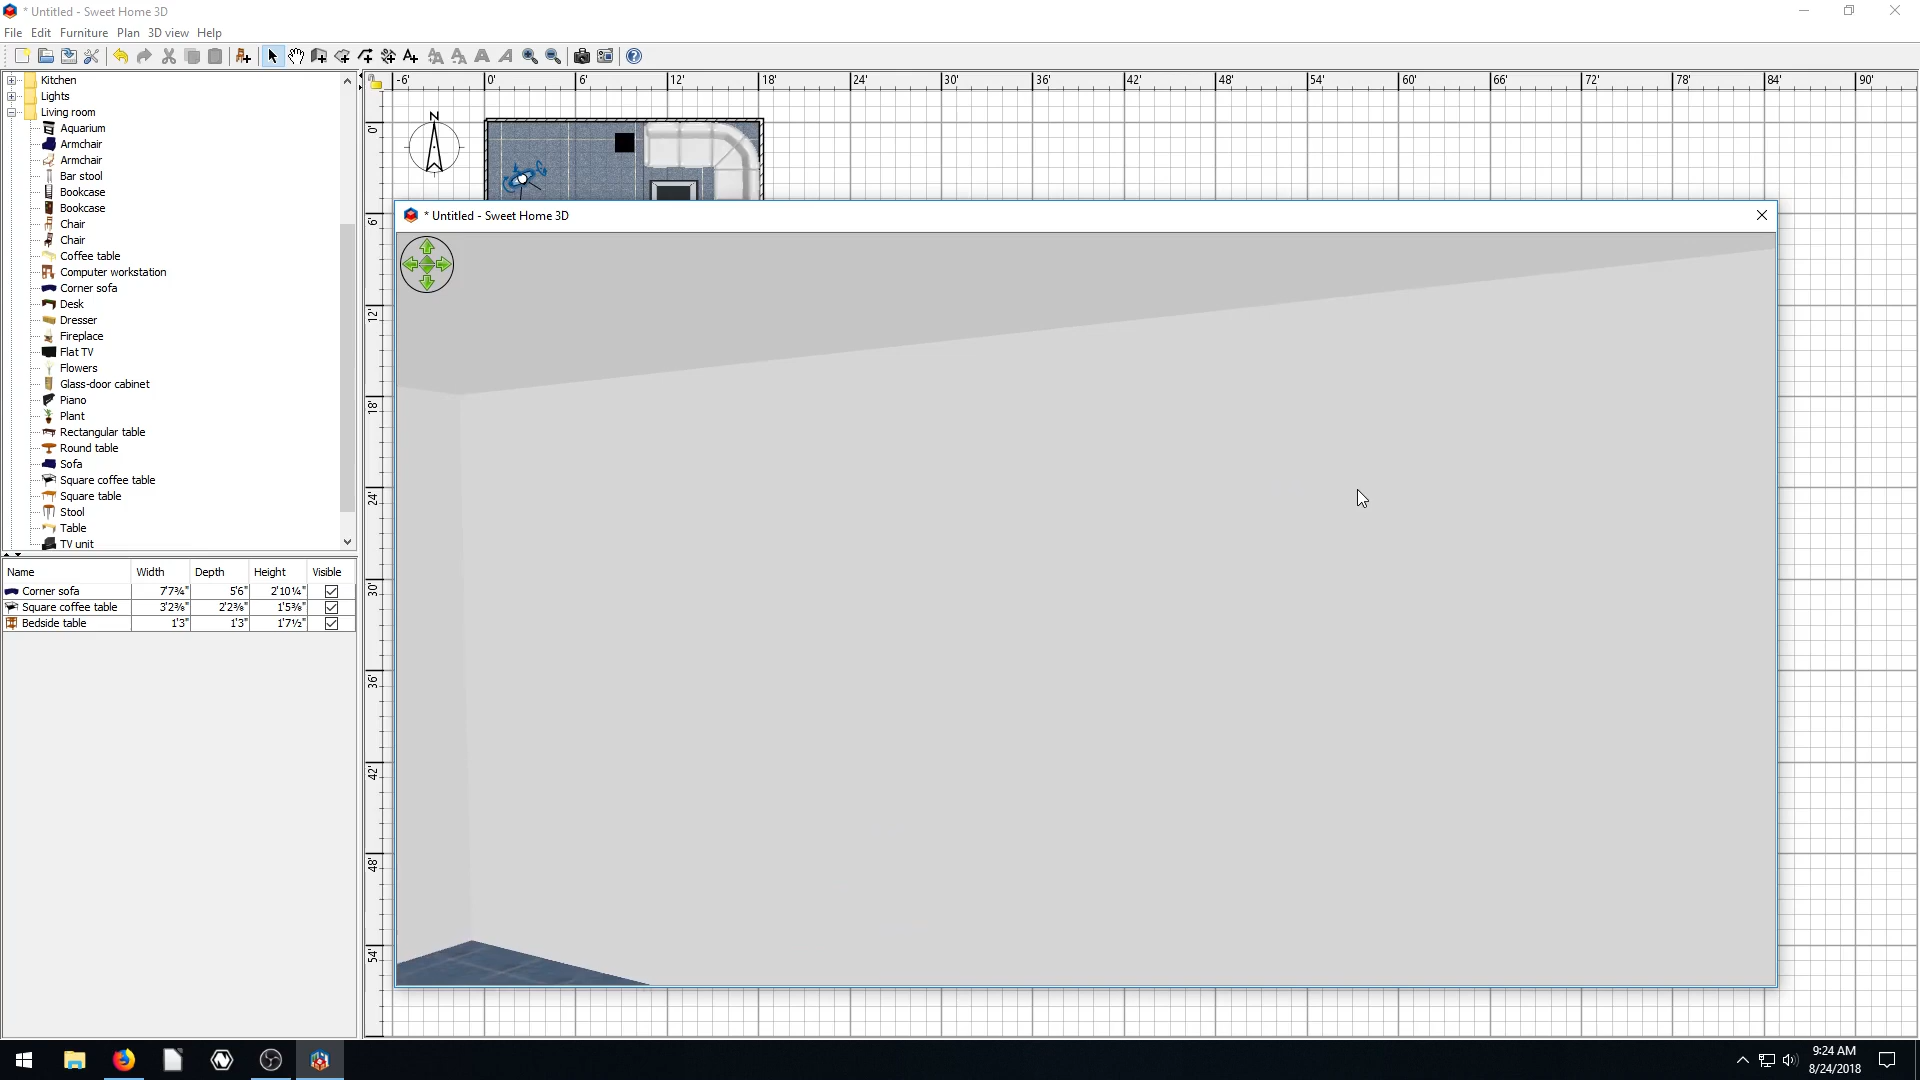 * Untitled - Sweet Home 3D
File Edit Furniture Plan 3D view Help
-6' 0' 6' 12' 18' 24' 30' 36' 42' 48' 54' 60' 66' 72' 78' 84' 90'
Kitchen
Lights
Living room
Aquarium
Armchair
Armchair
Bar stool
Bookcase
Bookcase
Chair
Chair
Coffee table
Computer workstation
Corner sofa
Desk
Dresser
Fireplace
Flat TV
Flowers
Glass-door cabinet
Piano
Plant
Rectangular table
Round table
Sofa
Square coffee table
Square table
Stool
Table
TV unit
Name Width Depth Height Visible
Corner sofa 7'7¾" 5'6" 2'10¼"
Square coffee table 3'2⅜" 2'2⅜" 1'5⅜"
Bedside table 1'3" 1'3" 1'7½"
N
0'
6'
12'
18'
24'
30'
36'
42'
48'
54'
* Untitled - Sweet Home 3D
9:24 AM
8/24/2018